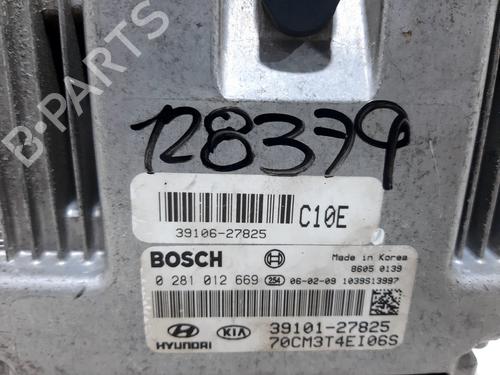 B-PARTS
128379
C10E
39106-27825
BOSCH
Made in Korea
8605 0139
0 281 012 669 254 06-02-09 1039S13997
HYUNDAI KIA 39101-27825
70CM3T4EI06S